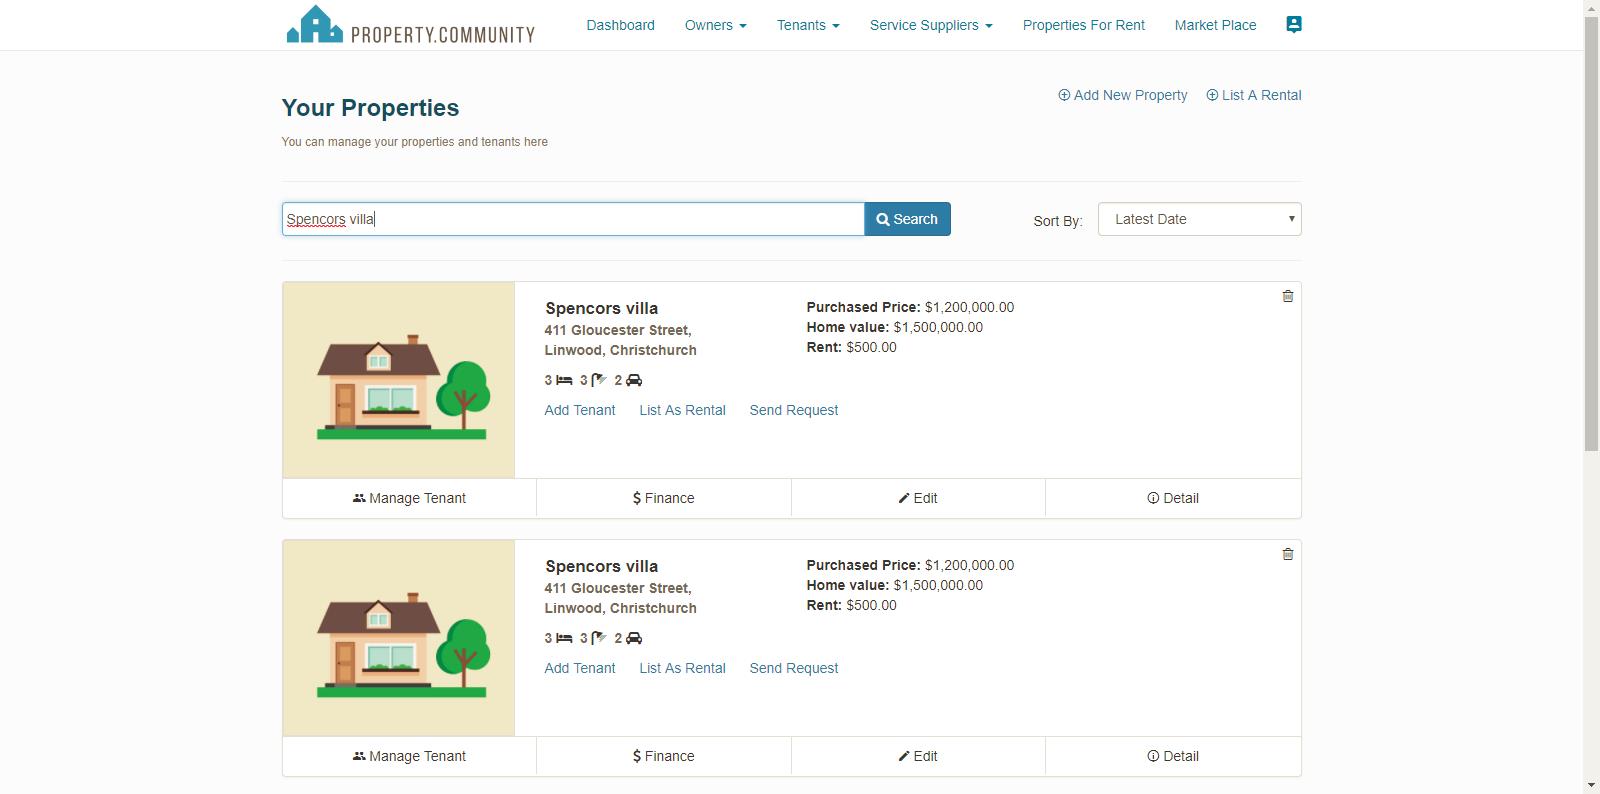 PROPERTY.COMMUNITY
Dashboard Owners Tenants Service Suppliers Properties For Rent Market Place
Your Properties
Add New Property List A Rental
You can manage your properties and tenants here
Spencors villa Search Sort By: Latest Date
Spencors villa
411 Gloucester Street,
Linwood, Christchurch
3 3 2
Add Tenant List As Rental Send Request
Purchased Price: $1,200,000.00
Home value: $1,500,000.00
Rent: $500.00
Manage Tenant $ Finance Edit Detail
Spencors villa
411 Gloucester Street,
Linwood, Christchurch
3 3 2
Add Tenant List As Rental Send Request
Purchased Price: $1,200,000.00
Home value: $1,500,000.00
Rent: $500.00
Manage Tenant $ Finance Edit Detail